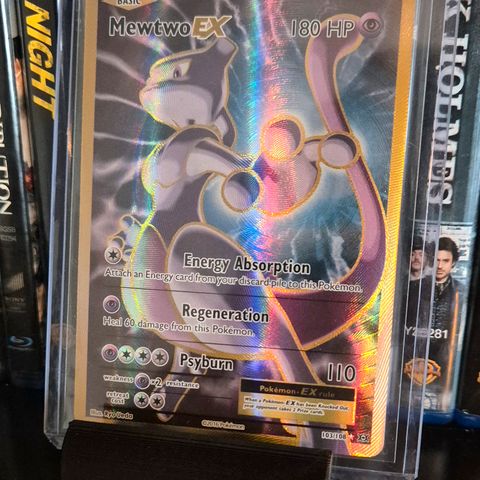 BASIC
Mewtwo EX
180 HP
Energy Absorption
Attach an Energy card from your discard pile to this Pokémon.
Regeneration
Heal 60 damage from this Pokémon.
Psyburn
110
weakness
×2
resistance
retreat cost
Pokémon-EX rule
When a Pokémon-EX has been Knocked Out, your opponent takes 2 Prize cards.
Illus. Ryo Ueda
©2016 Pokémon
103/108
NIGHT
SONY
HOLMES